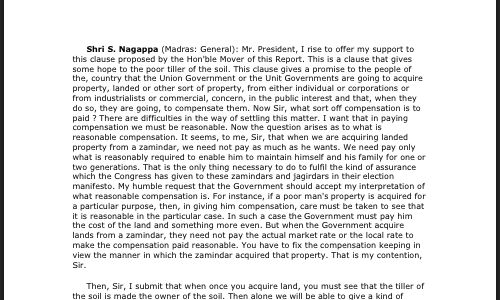 Shri S. Nagappa (Madras: General): Mr. President, I rise to offer my support to
this clause proposed by the Hon'ble Mover of this Report. This is a clause that gives
some hope to the poor tiller of the soil. This clause gives a promise to the people of
the, country that the Union Government or the Unit Governments are going to acquire
property, landed or other sort of property, from either individual or corporations or
from industrialists or commercial, concern, in the public interest and that, when they
do so, they are going, to compensate them. Now Sir, what sort off compensation is to
paid ? There are difficulties in the way of settling this matter. I want that in paying
compensation we must be reasonable. Now the question arises as to what is
reasonable compensation. It seems, to me, Sir, that when we are acquiring landed
property from a zamindar, we need not pay as much as he wants. We need pay only
what is reasonably required to enable him to maintain himself and his family for one or
two generations. That is the only thing necessary to do to fulfil the kind of assurance
which the Congress has given to these zamindars and Jagirdars in their election
manifesto. My humble request that the Government should accept my interpretation of
what reasonable compensation is. For instance, if a poor man's property is acquired for
a particular purpose, then, in giving him compensation, care must be taken to see that
it is reasonable in the particular case. In such a case the Government must pay him
the cost of the land and something more even. But when the Government acquire
lands from a zamindar, they need not pay the actual market rate or the local rate to
make the compensation paid reasonable. You have to fix the compensation keeping in
view the manner in which the zamindar acquired that property. That is my contention,
Sir.
Then, Sir, I submit that when once you acquire land, you must see that the tiller of
the soil is made the owner of the soil. Then alone we will be able to give a kind of